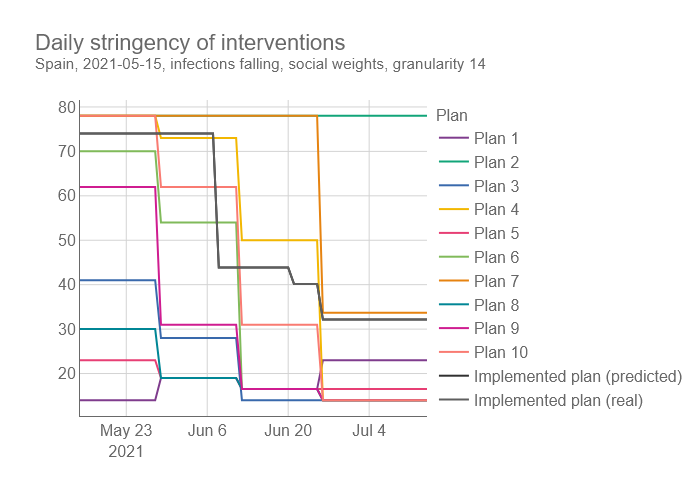 Daily stringency of interventions
Spain, 2021-05-15, infections falling, social weights, granularity 14
80
70
60
50
40
30
20
May 23
2021
Jun 6
Jun 20
Jul 4
Plan
Plan 1
Plan 2
Plan 3
Plan 4
Plan 5
Plan 6
Plan 7
Plan 8
Plan 9
Plan 10
Implemented plan (predicted)
Implemented plan (real)